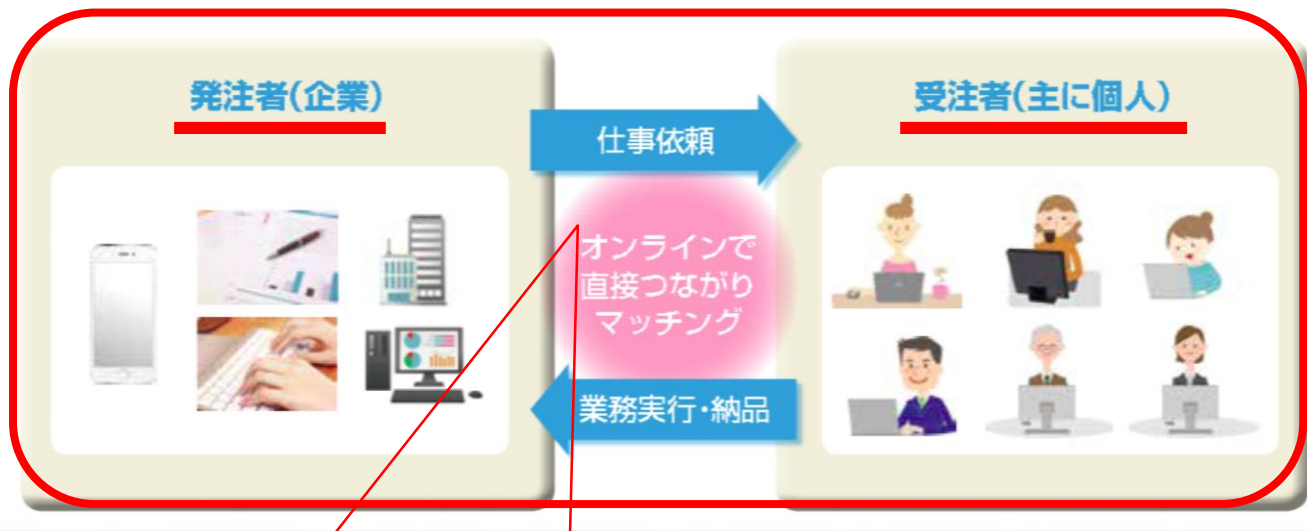 発注者(企業)
仕事依頼
受注者(主に個人)
オンラインで
直接つながり
マッチング
業務実行・納品